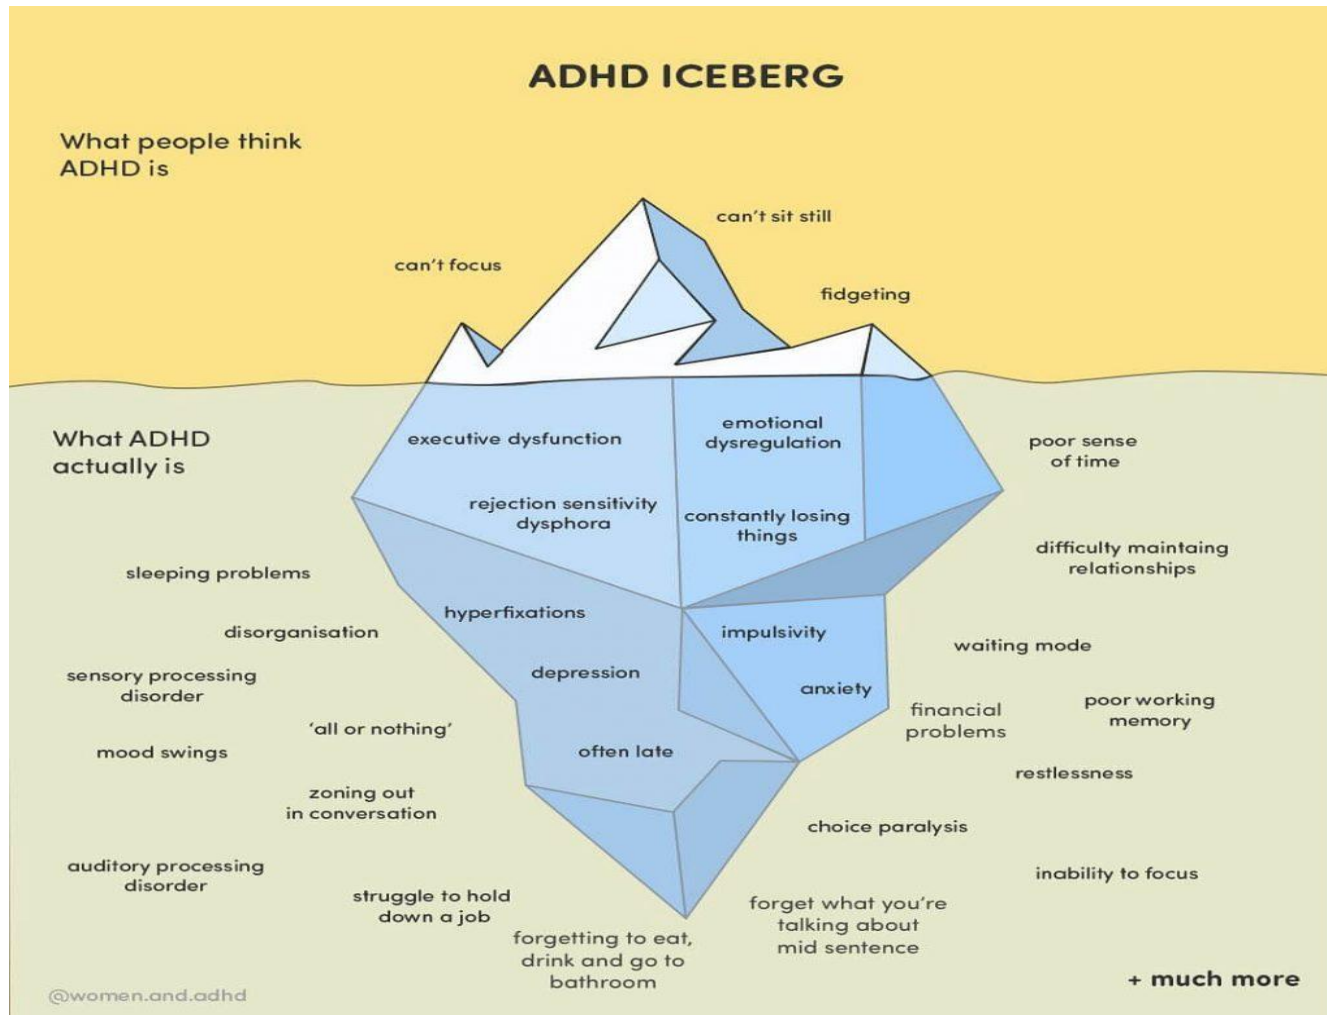 ADHD ICEBERG
What people think
ADHD is
can't sit still
can't focus
fidgeting
What ADHD
actually is
executive dysfunction
emotional
dysregulation
poor sense
of time
rejection sensitivity
dysphora
constantly losing
things
difficulty maintaing
relationships
sleeping problems
hyperfixations
impulsivity
disorganisation
waiting mode
sensory processing
disorder
depression
anxiety
financial
problems
poor working
memory
'all or nothing'
mood swings
often late
restlessness
zoning out
in conversation
choice paralysis
auditory processing
disorder
inability to focus
struggle to hold
down a job
forget what you're
talking about
mid sentence
forgetting to eat,
drink and go to
bathroom
+ much more
@women.and.adhd